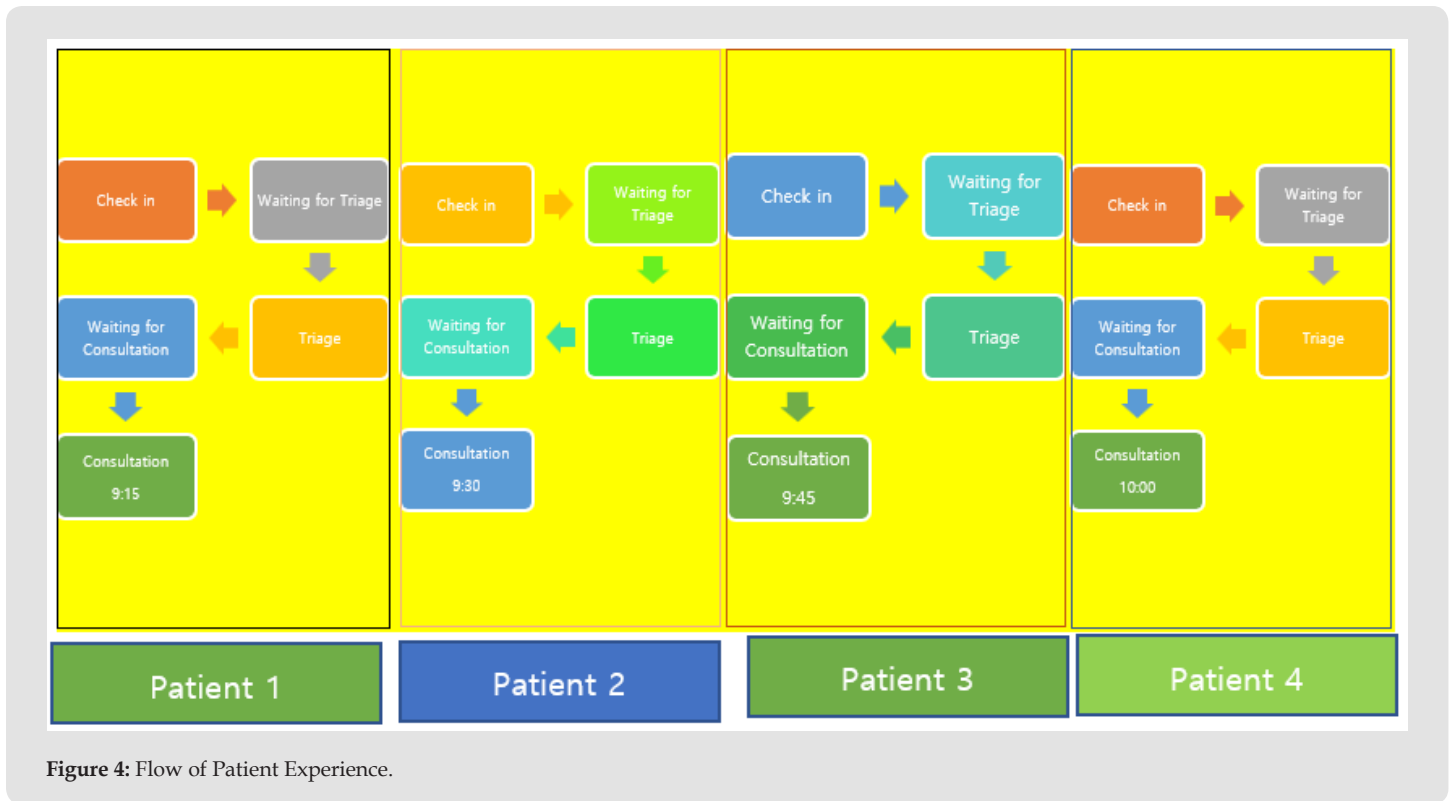 Check in
Waiting for Triage
Triage
Waiting for
Consultation
Consultation
9:15
Check in
Waiting for
Triage
Triage
Waiting for
Consultation
Consultation
9:30
Check in
Waiting for
Triage
Triage
Waiting for
Consultation
Consultation
9:45
Check in
Waiting for
Triage
Triage
Waiting for
Consultation
Consultation
10:00
Patient 1
Patient 2
Patient 3
Patient 4
Figure 4: Flow of Patient Experience.